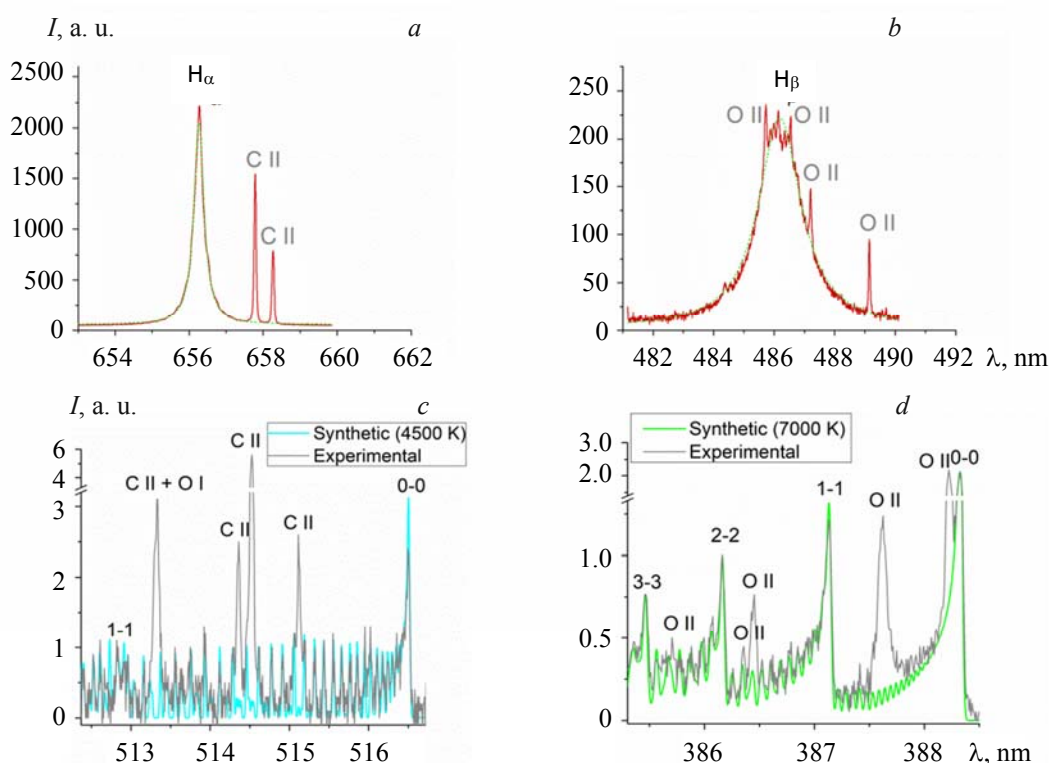 I, a. u. a
Hα
2500
2000
1500
1000
500
0
C II
C II
654 656 658 660 662
b
Hβ
250
200
150
100
50
0
O II
O II
O II
O II
482 484 486 488 490 492 λ, nm
I, a. u. c
Synthetic (4500 K)
Experimental
6
5
4
3
2
1
0
C II
C II + O I
C II
C II
0-0
1-1
513 514 515 516
d
Synthetic (7000 K)
Experimental
3.0
2.0
1.0
0.5
0
O II 0-0
1-1
O II
2-2
O II
3-3
O II
O II
386 387 388 λ, nm